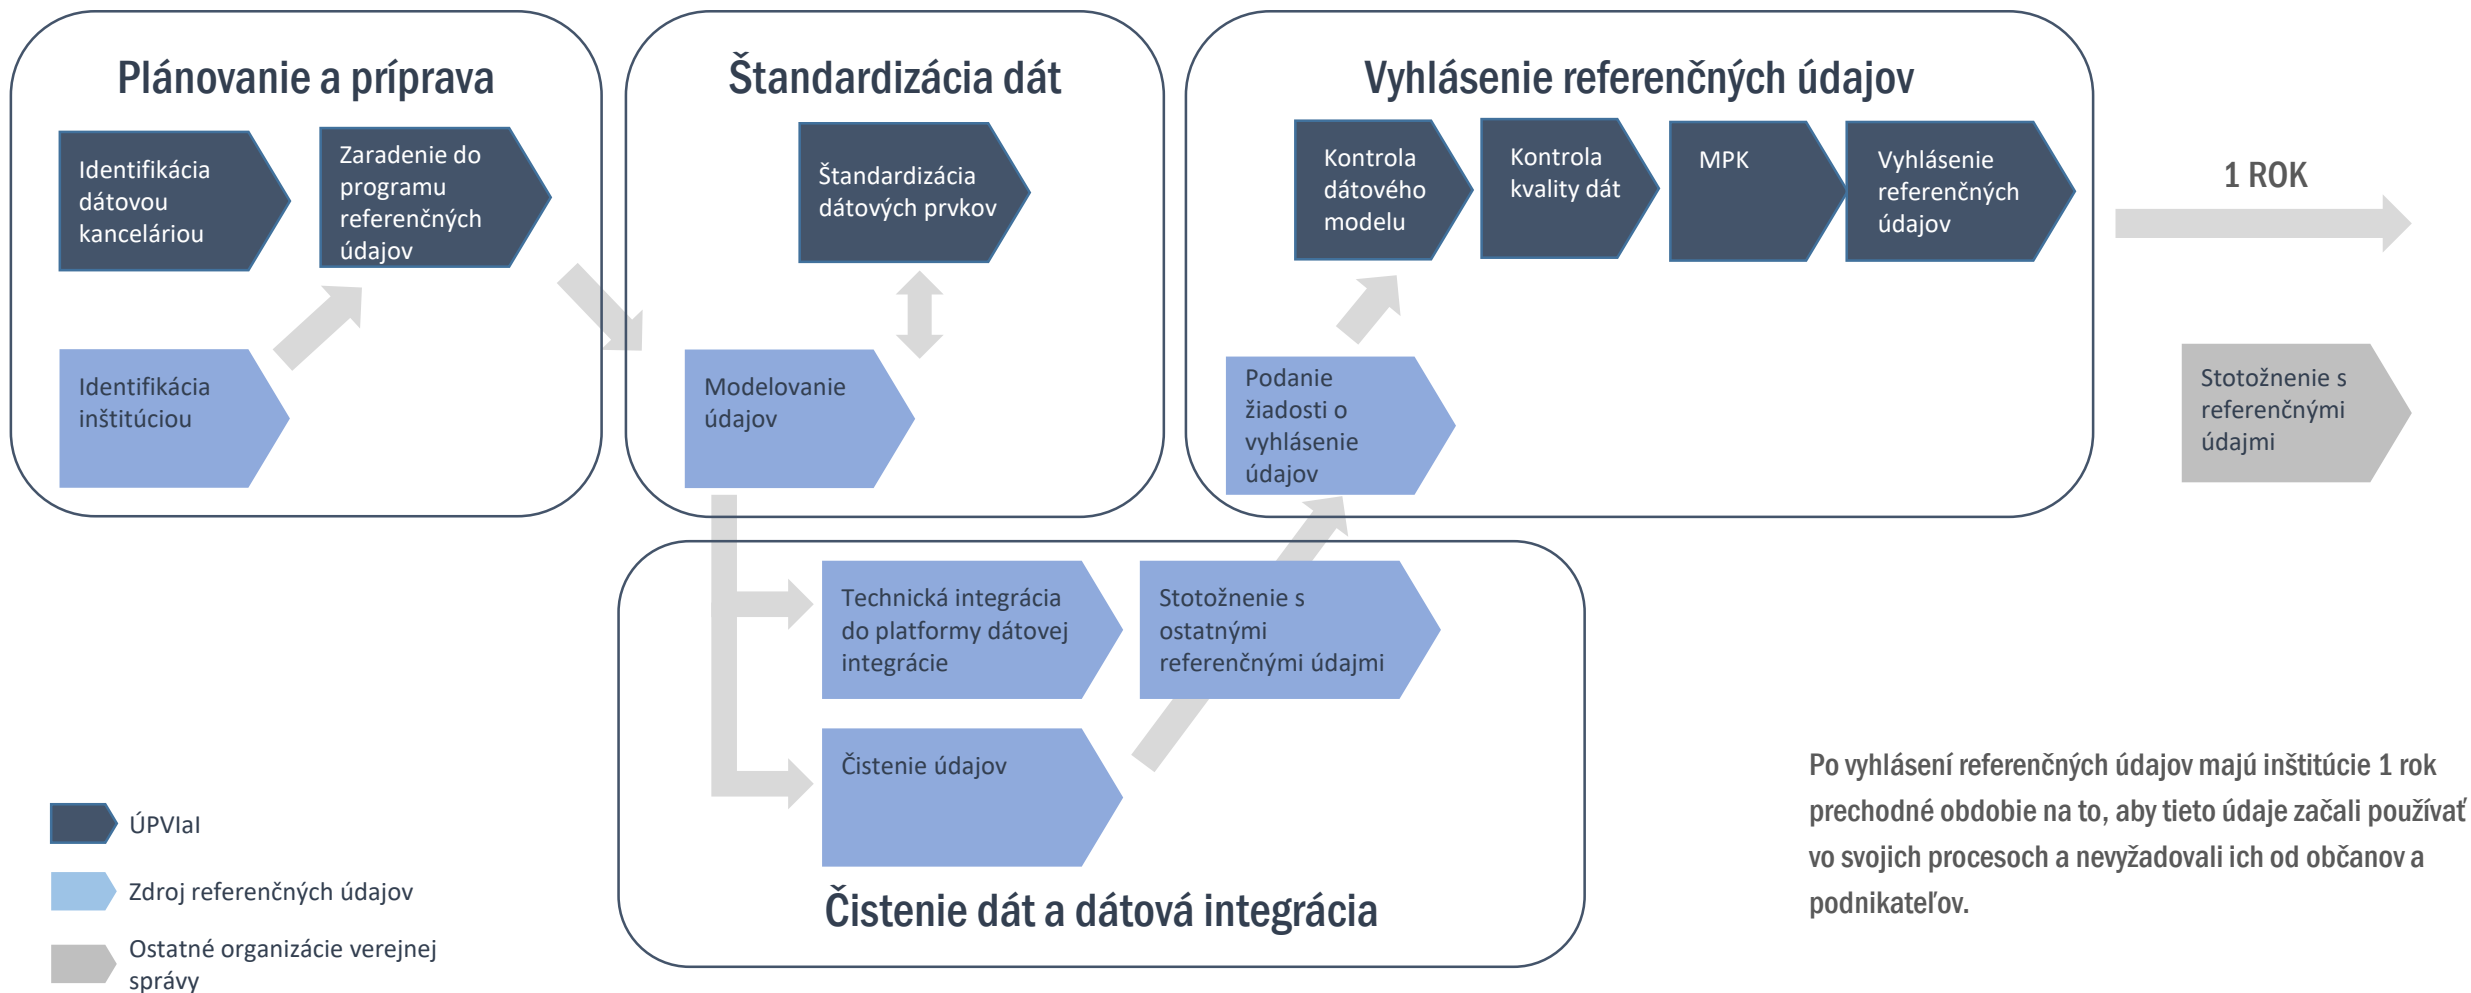 Plánovanie a príprava
Identifikácia
dátovou
kanceláriou
Zaradenie do
programu
referenčných
údajov
Identifikácia
inštitúciou
Štandardizácia dát
Štandardizácia
dátových prvkov
Modelovanie
údajov
Vyhlásenie referenčných údajov
Kontrola
dátového
modelu
Kontrola
kvality dát
MPK
Vyhlásenie
referenčných
údajov
Podanie
žiadosti o
vyhlásenie
údajov
1 ROK
Stotožnenie s
referenčnými
údajmi
Technická integrácia
do platformy dátovej
integrácie
Stotožnenie s
ostatnými
referenčnými údajmi
Čistenie údajov
Čistenie dát a dátová integrácia
Po vyhlásení referenčných údajov majú inštitúcie 1 rok
prechodné obdobie na to, aby tieto údaje začali používať
vo svojich procesoch a nevyžadovali ich od občanov a
podnikateľov.
ÚPVIaI
Zdroj referenčných údajov
Ostatné organizácie verejnej
správy